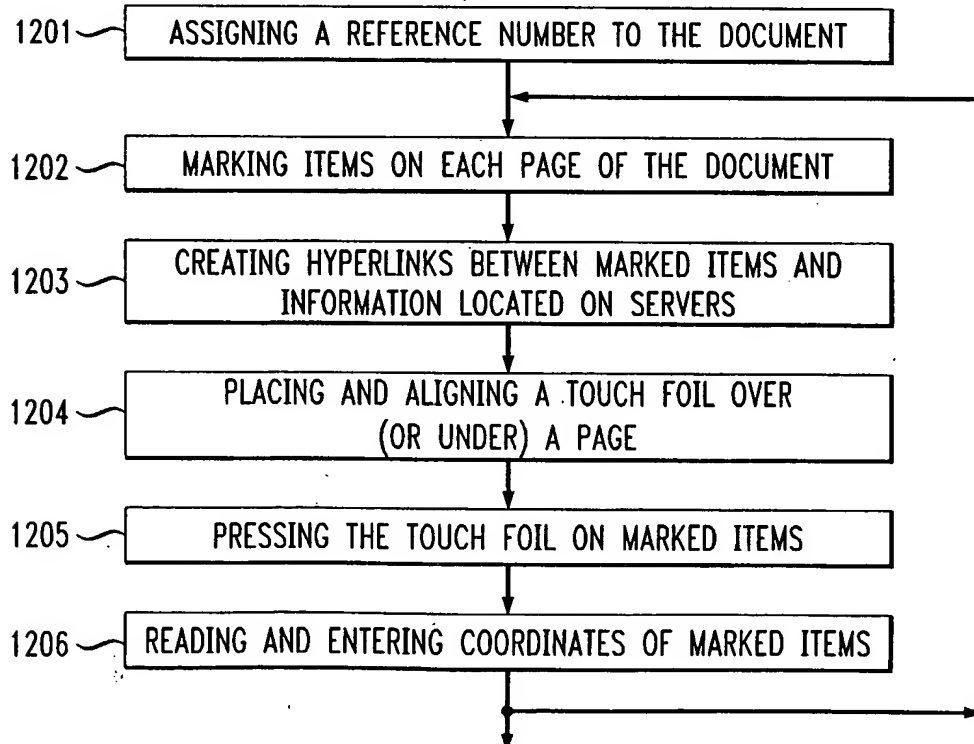 1201 ASSIGNING A REFERENCE NUMBER TO THE DOCUMENT
1202 MARKING ITEMS ON EACH PAGE OF THE DOCUMENT
1203 CREATING HYPERLINKS BETWEEN MARKED ITEMS AND
INFORMATION LOCATED ON SERVERS
1204 PLACING AND ALIGNING A TOUCH FOIL OVER
(OR UNDER) A PAGE
1205 PRESSING THE TOUCH FOIL ON MARKED ITEMS
1206 READING AND ENTERING COORDINATES OF MARKED ITEMS